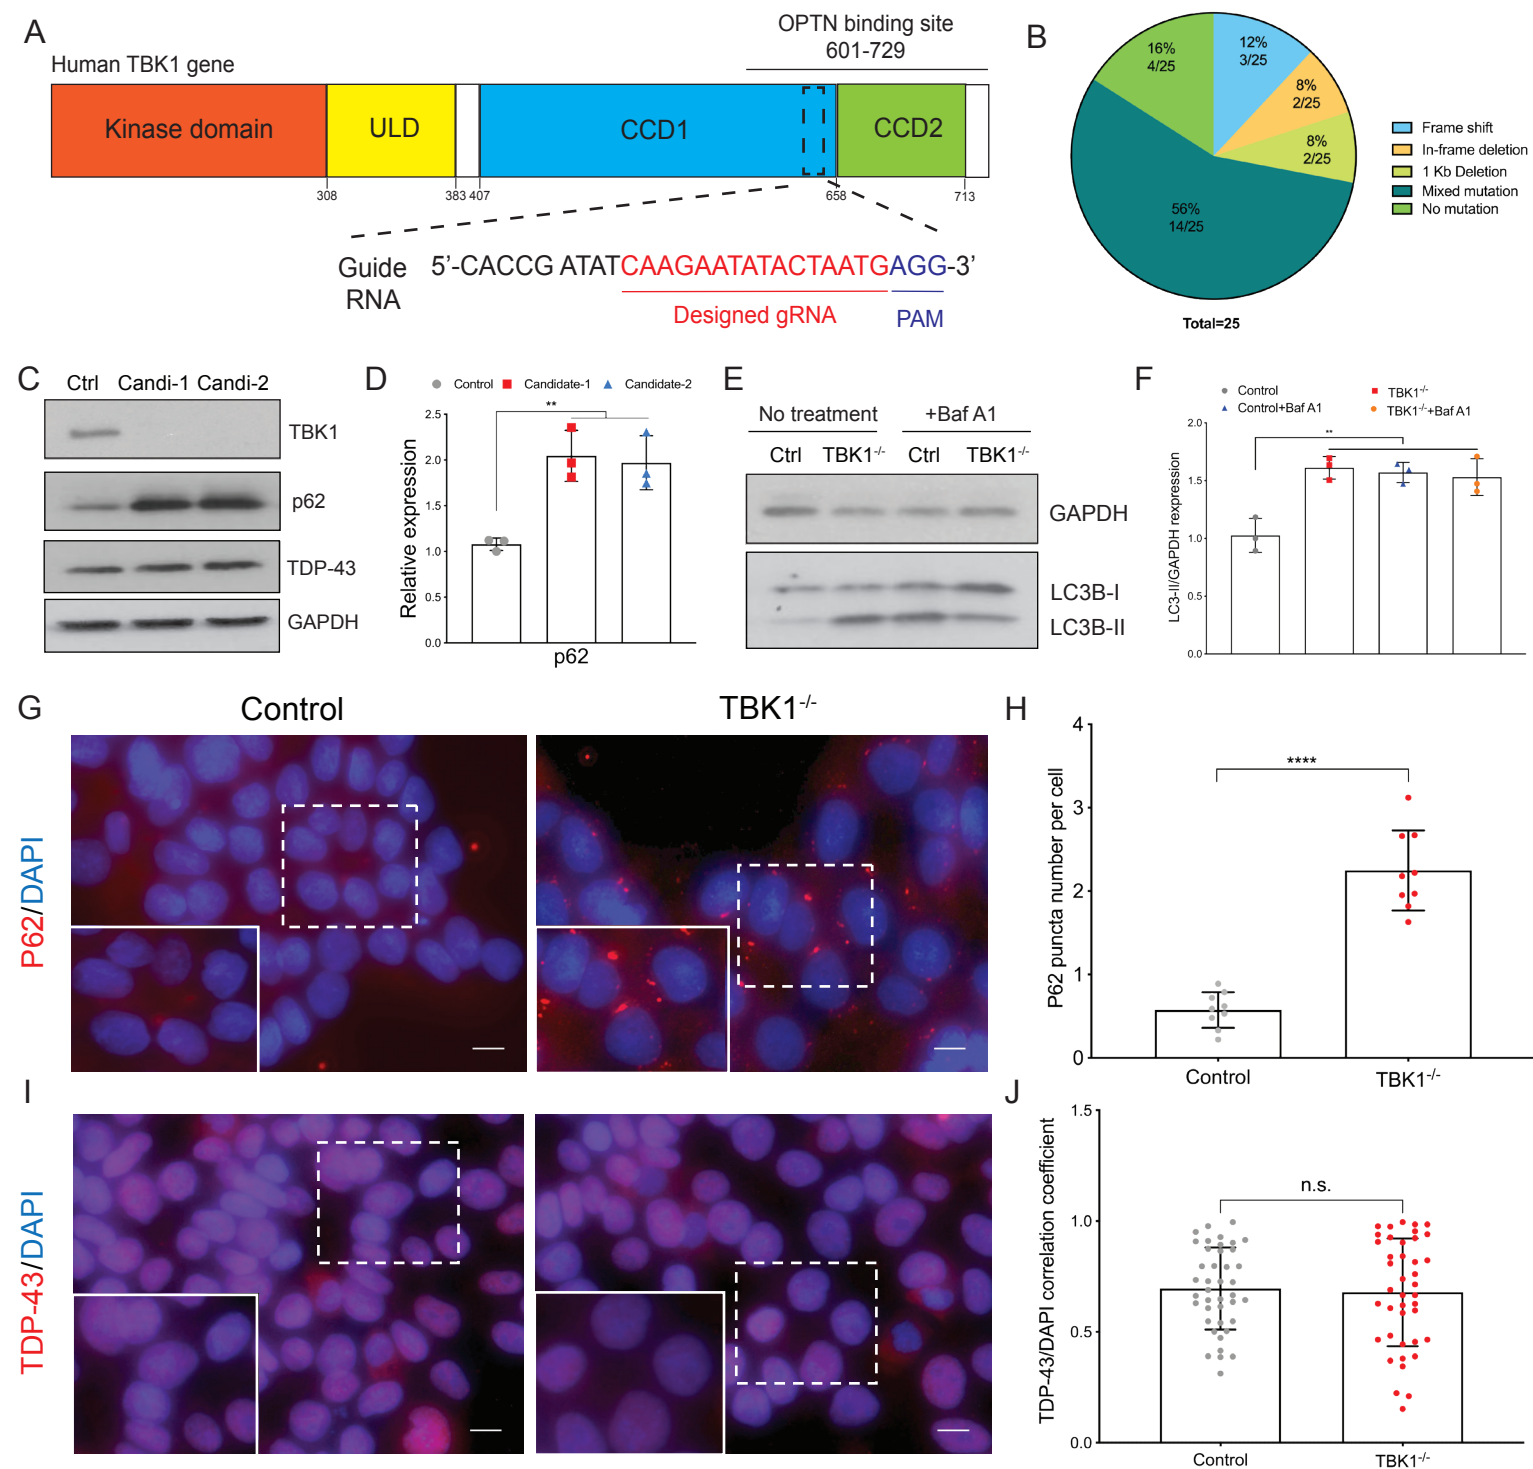 A
OPTN binding site
601-729
Human TBK1 gene
Kinase domain
ULD
CCD1
CCD2
308
383
407
658
713
Guide
RNA
5’-CACCG ATATCAAGAATATACTAATGAGG-3’
Designed gRNA
PAM
B
16%
4/25
12%
3/25
8%
2/25
8%
2/25
56%
14/25
Total=25
Frame shift
In-frame deletion
1 Kb Deletion
Mixed mutation
No mutation
C
Ctrl Candi-1 Candi-2
TBK1
p62
TDP-43
GAPDH
D
Control
Candidate-1
Candidate-2
**
Relative expression
2.5
2.0
1.5
1.0
0.5
0.0
p62
E
No treatment
+Baf A1
Ctrl TBK1-/- Ctrl TBK1-/-
GAPDH
LC3B-I
LC3B-II
F
Control
TBK1-/-
Control+Baf A1
TBK1-/-+Baf A1
**
LC3-II/GAPDH rexpression
2.0
1.5
1.0
0.5
0.0
G
Control
TBK1-/-
P62/DAPI
H
****
P62 puncta number per cell
4
3
2
1
0
Control
TBK1-/-
I
TDP-43/DAPI
J
n.s.
TDP-43/DAPI correlation coefficient
1.5
1.0
0.5
0.0
Control
TBK1-/-